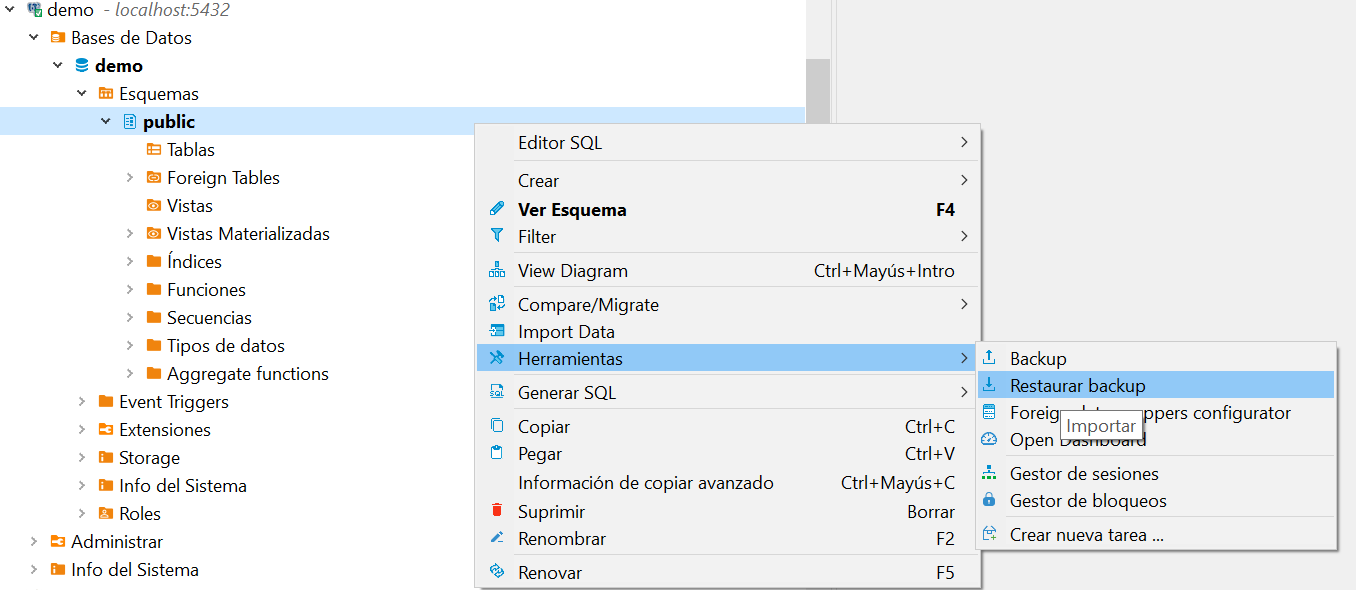 demo - localhost:5432
Bases de Datos
demo
Esquemas
public
Tablas
Foreign Tables
Vistas
Vistas Materializadas
Índices
Funciones
Secuencias
Tipos de datos
Aggregate functions
Event Triggers
Extensiones
Storage
Info del Sistema
Roles
Administrar
Info del Sistema
Editor SQL
Crear
Ver Esquema F4
Filter
View Diagram Ctrl+Mayús+Intro
Compare/Migrate
Import Data
Herramientas
Generar SQL
Copiar Ctrl+C
Pegar Ctrl+V
Información de copiar avanzado Ctrl+Mayús+C
Suprimir Borrar
Renombrar F2
Renovar F5
Backup
Restaurar backup
configurator
Importar
Open Dashboard
Gestor de sesiones
Gestor de bloqueos
Crear nueva tarea ...